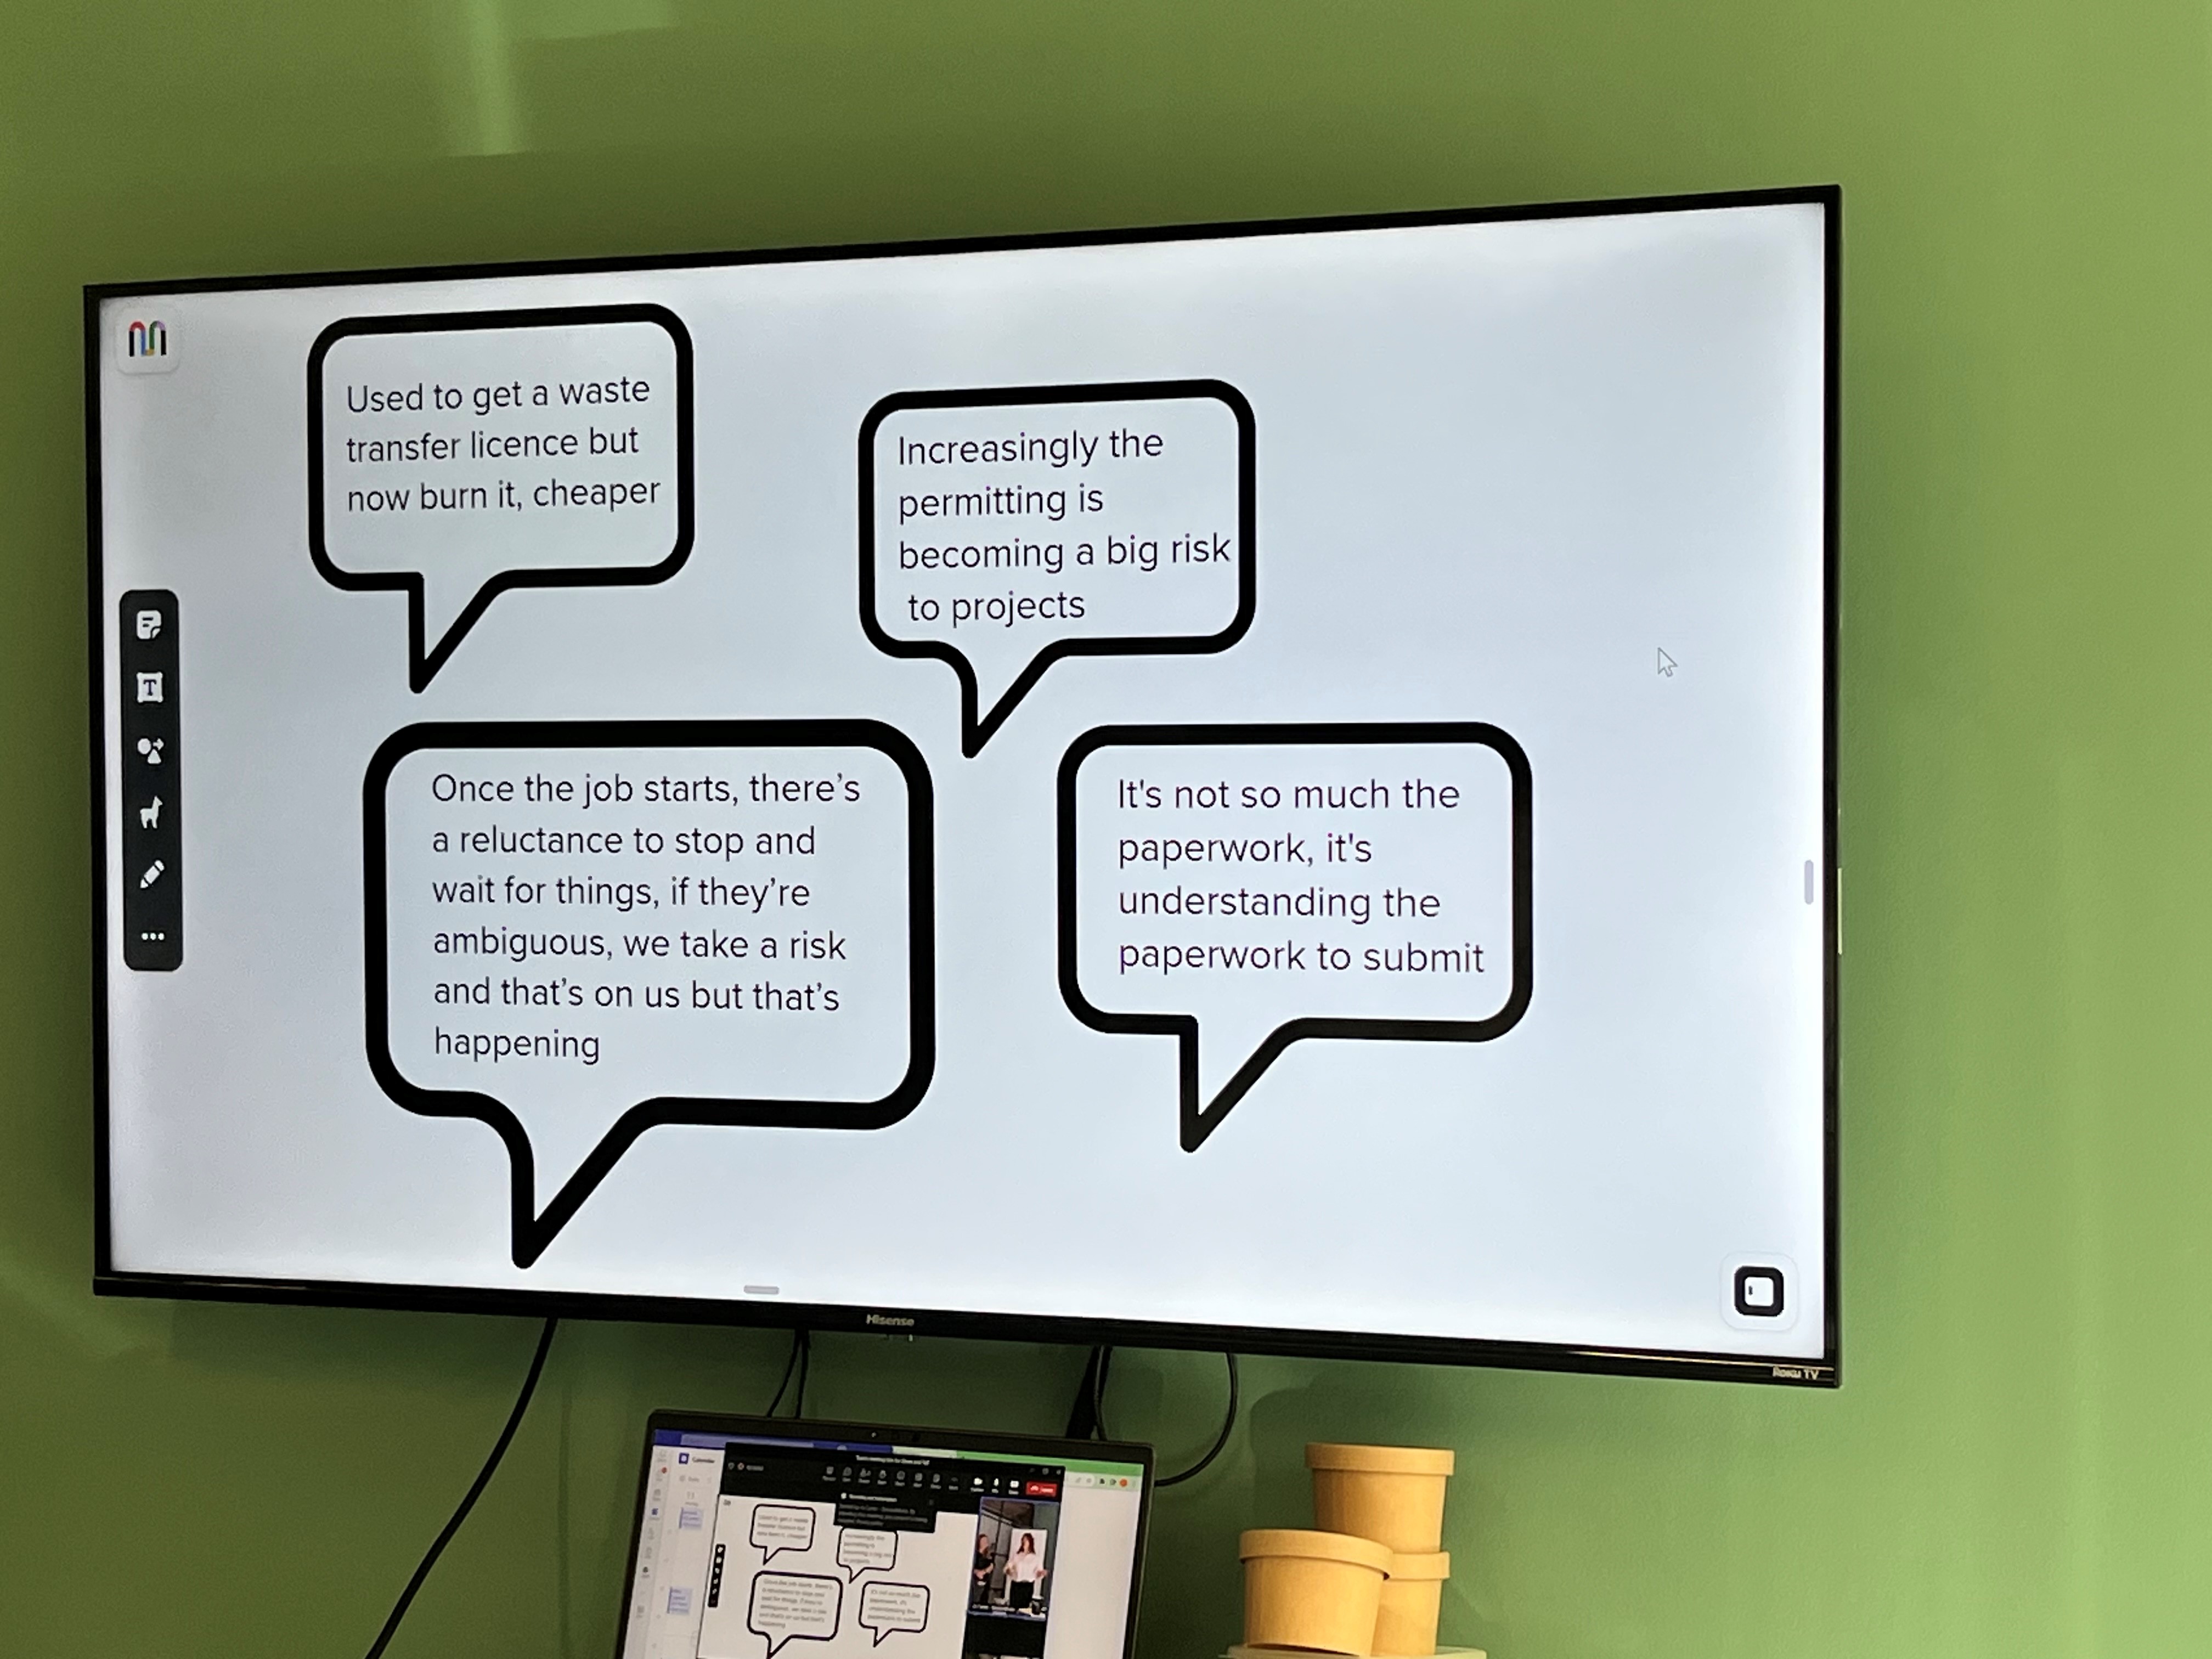 Used to get a waste
transfer licence but
now burn it, cheaper
Increasingly the
permitting is
becoming a big risk
to projects
Once the job starts, there's
a reluctance to stop and
wait for things, if they're
ambiguous, we take a risk
and that's on us but that's
happening
It's not so much the
paperwork, it's
understanding the
paperwork to submit
T
Hisense
Roku TV